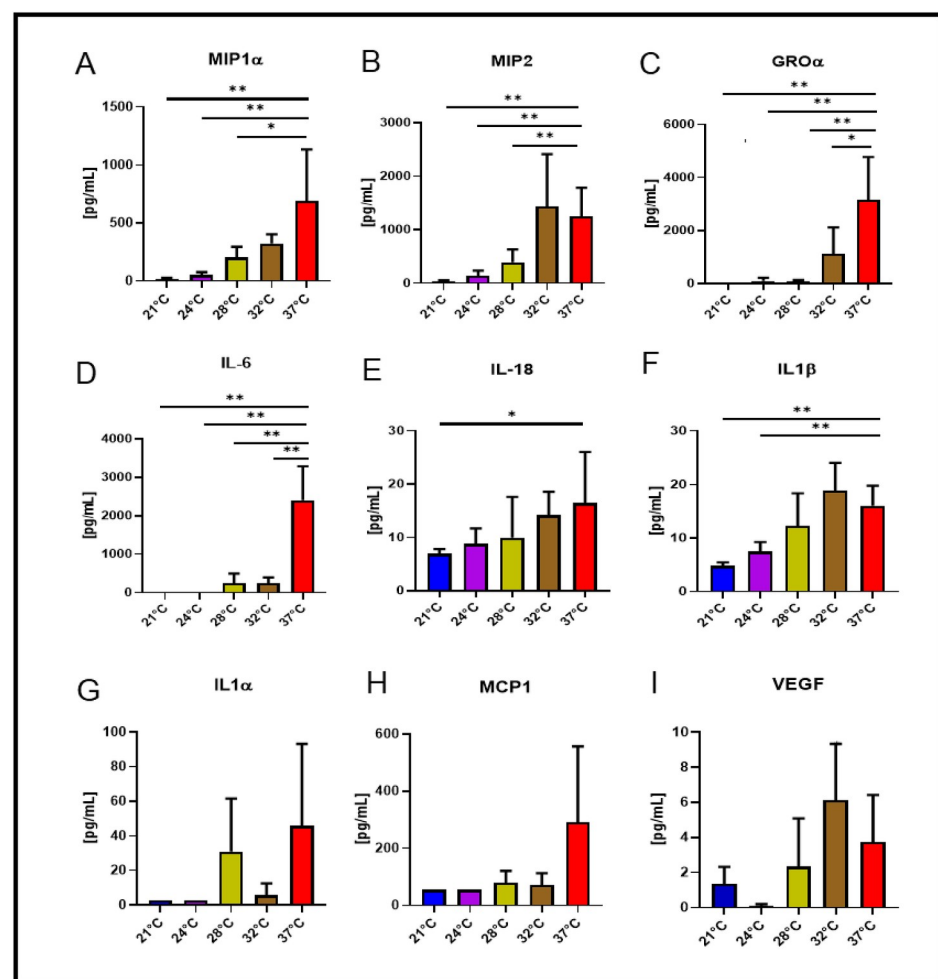 A
MIP1α
**
**
*
1500
1000
500
0
[pg/mL]
21°C
24°C
28°C
32°C
37°C
B
MIP2
**
**
**
3000
2000
1000
0
[pg/mL]
21°C
24°C
28°C
32°C
37°C
C
GROα
**
**
**
*
6000
4000
2000
0
[pg/mL]
21°C
24°C
28°C
32°C
37°C
D
IL-6
**
**
**
**
4000
3000
2000
1000
0
[pg/mL]
21°C
24°C
28°C
32°C
37°C
E
IL-18
*
30
20
10
0
[pg/mL]
21°C
24°C
28°C
32°C
37°C
F
IL1β
**
**
30
20
10
0
[pg/mL]
21°C
24°C
28°C
32°C
37°C
G
IL1α
100
80
60
40
20
0
[pg/mL]
21°C
24°C
28°C
32°C
37°C
H
MCP1
600
400
200
0
[pg/mL]
21°C
24°C
28°C
32°C
37°C
I
VEGF
10
8
6
4
2
0
[pg/mL]
21°C
24°C
28°C
32°C
37°C